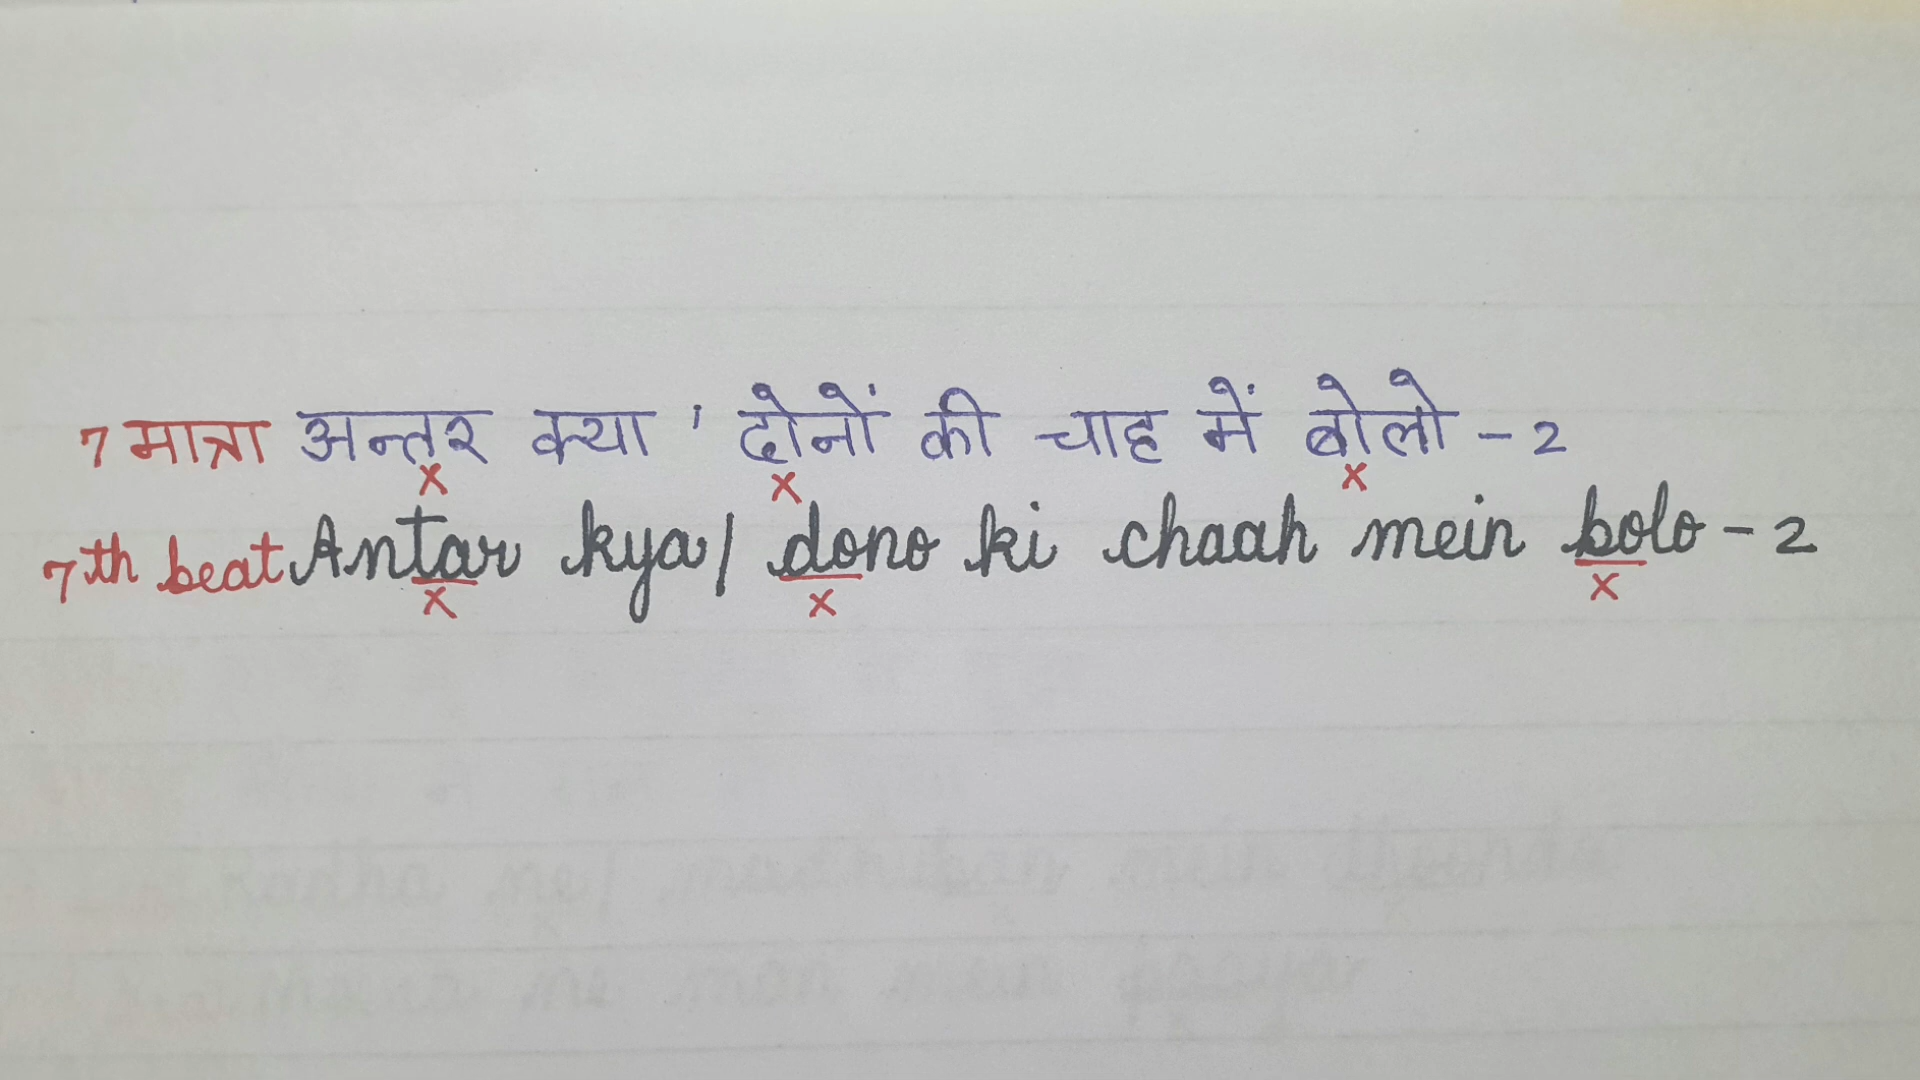 7 मात्रा अन्तर क्या ' दोनों की चाह में बोलो - 2
x x x
7th beat Antar kya / dono ki chaah mein bolo - 2
x x x